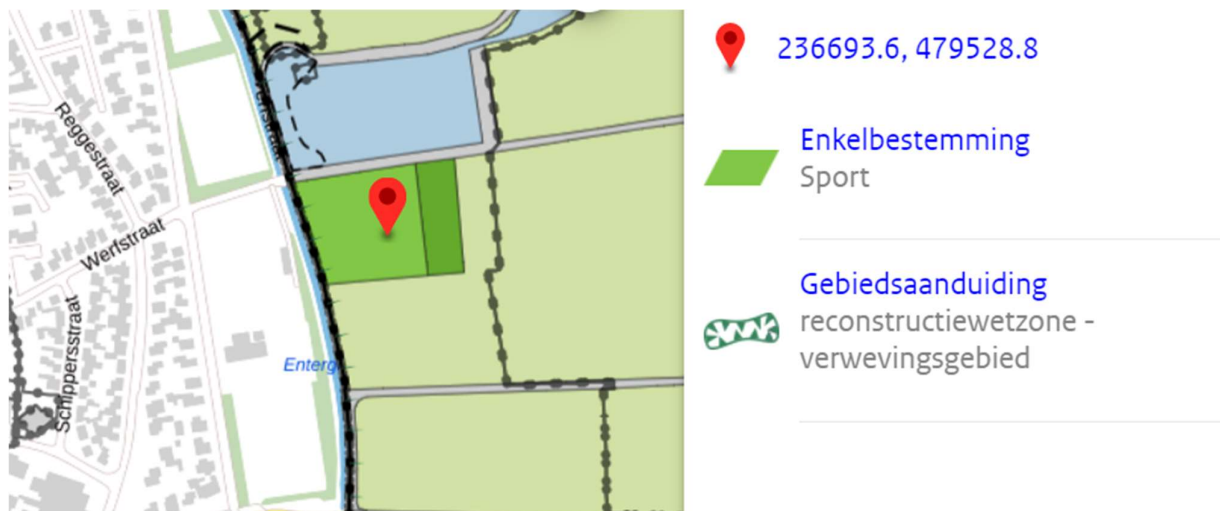 Reggestraat
Werfstraat
Schippersstraat
Enterg
236693.6, 479528.8
Enkelbestemming
Sport
Gebiedsaanduiding
reconstructiewetzone -
verwevingsgebied